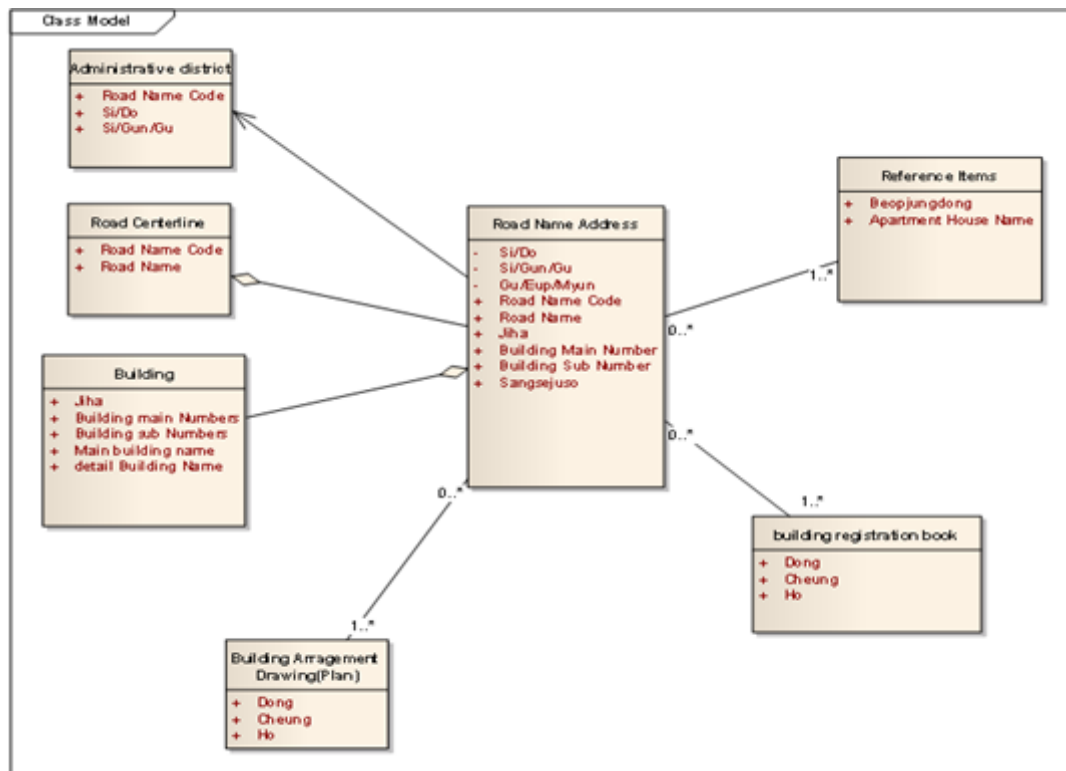 Class Model
Administrative district
+ Road Name Code
+ Si/Do
+ Si/Gun/Gu
Road Centerline
+ Road Name Code
+ Road Name
Building
+ Jiha
+ Building main Numbers
+ Building sub Numbers
+ Main building name
+ detail Building Name
Road Name Address
- Si/Do
- Si/Gun/Gu
- Gu/Eup/Myun
+ Road Name Code
+ Road Name
+ Jiha
+ Building Main Number
+ Building Sub Number
+ Sangsejuso
Reference Items
+ Beopjungdong
+ Apartment House Name
1..*
0..*
0..*
1..*
building registration book
+ Dong
+ Cheung
+ Ho
0..*
1..*
Building Arragement
Drawing(Plan)
+ Dong
+ Cheung
+ Ho